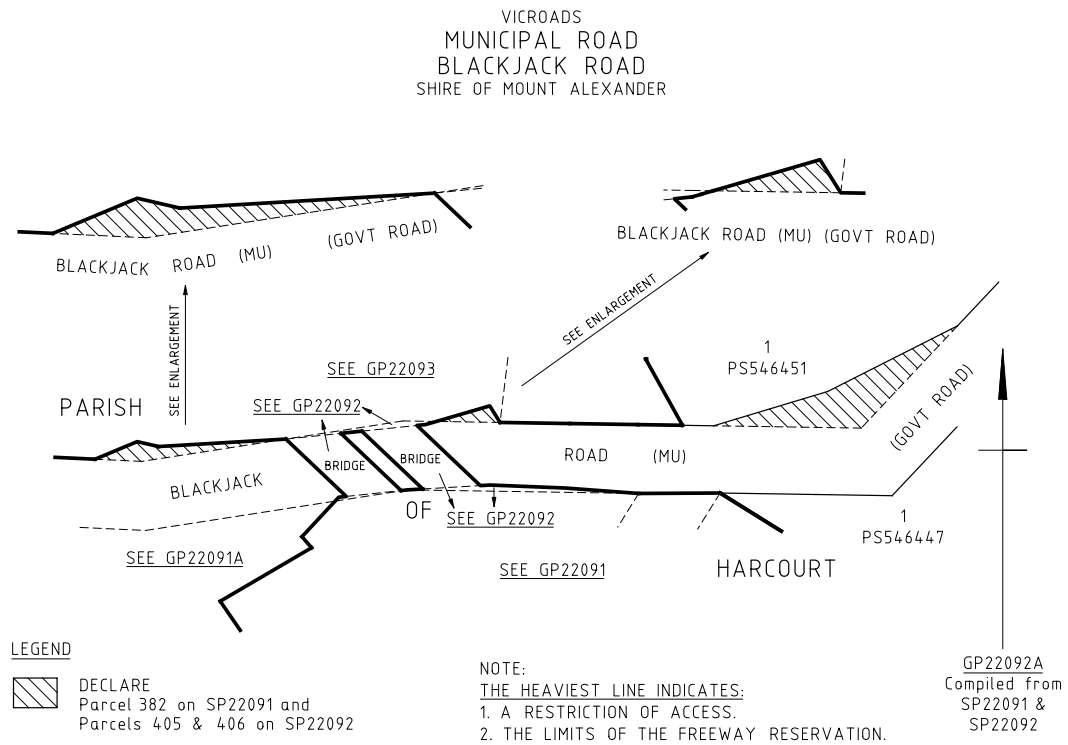 VICROADS
MUNICIPAL ROAD
BLACKJACK ROAD
SHIRE OF MOUNT ALEXANDER
BLACKJACK ROAD (MU) (GOVT ROAD)
BLACKJACK ROAD (MU) (GOVT ROAD)
SEE ENLARGEMENT
SEE ENLARGEMENT
1
PS546451
SEE GP22093
PARISH
SEE GP22092
(GOVT ROAD)
BRIDGE
BRIDGE
ROAD (MU)
BLACKJACK
OF
SEE GP22092
1
PS546447
SEE GP22091A
SEE GP22091
HARCOURT
LEGEND
DECLARE
Parcel 382 on SP22091 and
Parcels 405 & 406 on SP22092
NOTE:
THE HEAVIEST LINE INDICATES:
1. A RESTRICTION OF ACCESS.
2. THE LIMITS OF THE FREEWAY RESERVATION.
GP22092A
Compiled from
SP22091 &
SP22092